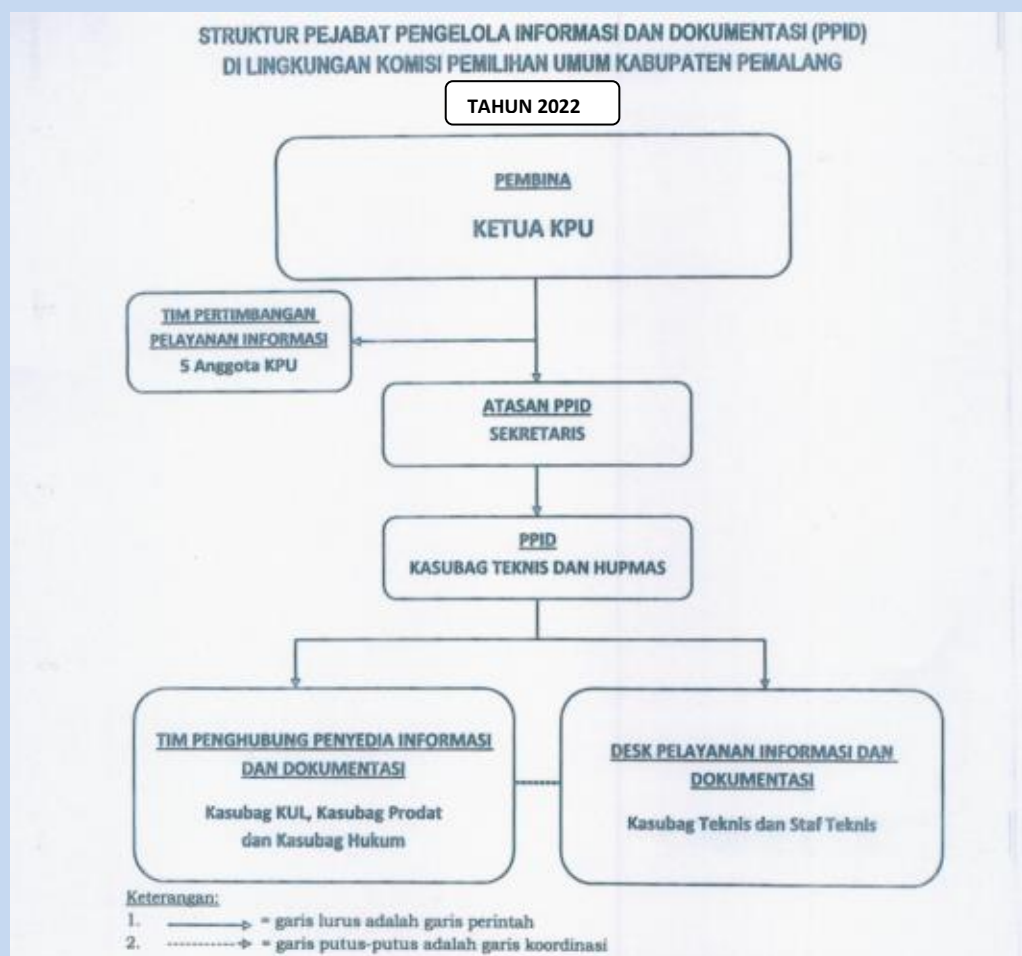 STRUKTUR PEJABAT PENGELOLA INFORMASI DAN DOKUMENTASI (PPID)
DI LINGKUNGAN KOMISI PEMILIHAN UMUM KABUPATEN PEMALANG
TAHUN 2022
PEMBINA
KETUA KPU
TIM PERTIMBANGAN
PELAYANAN INFORMASI
5 Anggota KPU
ATASAN PPID
SEKRETARIS
PPID
KASUBAG TEKNIS DAN HUPMAS
TIM PENGHUBUNG PENYEDIA INFORMASI
DAN DOKUMENTASI
Kasubag KUL, Kasubag Prodat
dan Kasubag Hukum
DESK PELAYANAN INFORMASI DAN
DOKUMENTASI
Kasubag Teknis dan Staf Teknis
Keterangan:
1. = garis lurus adalah garis perintah
2. = garis putus-putus adalah garis koordinasi